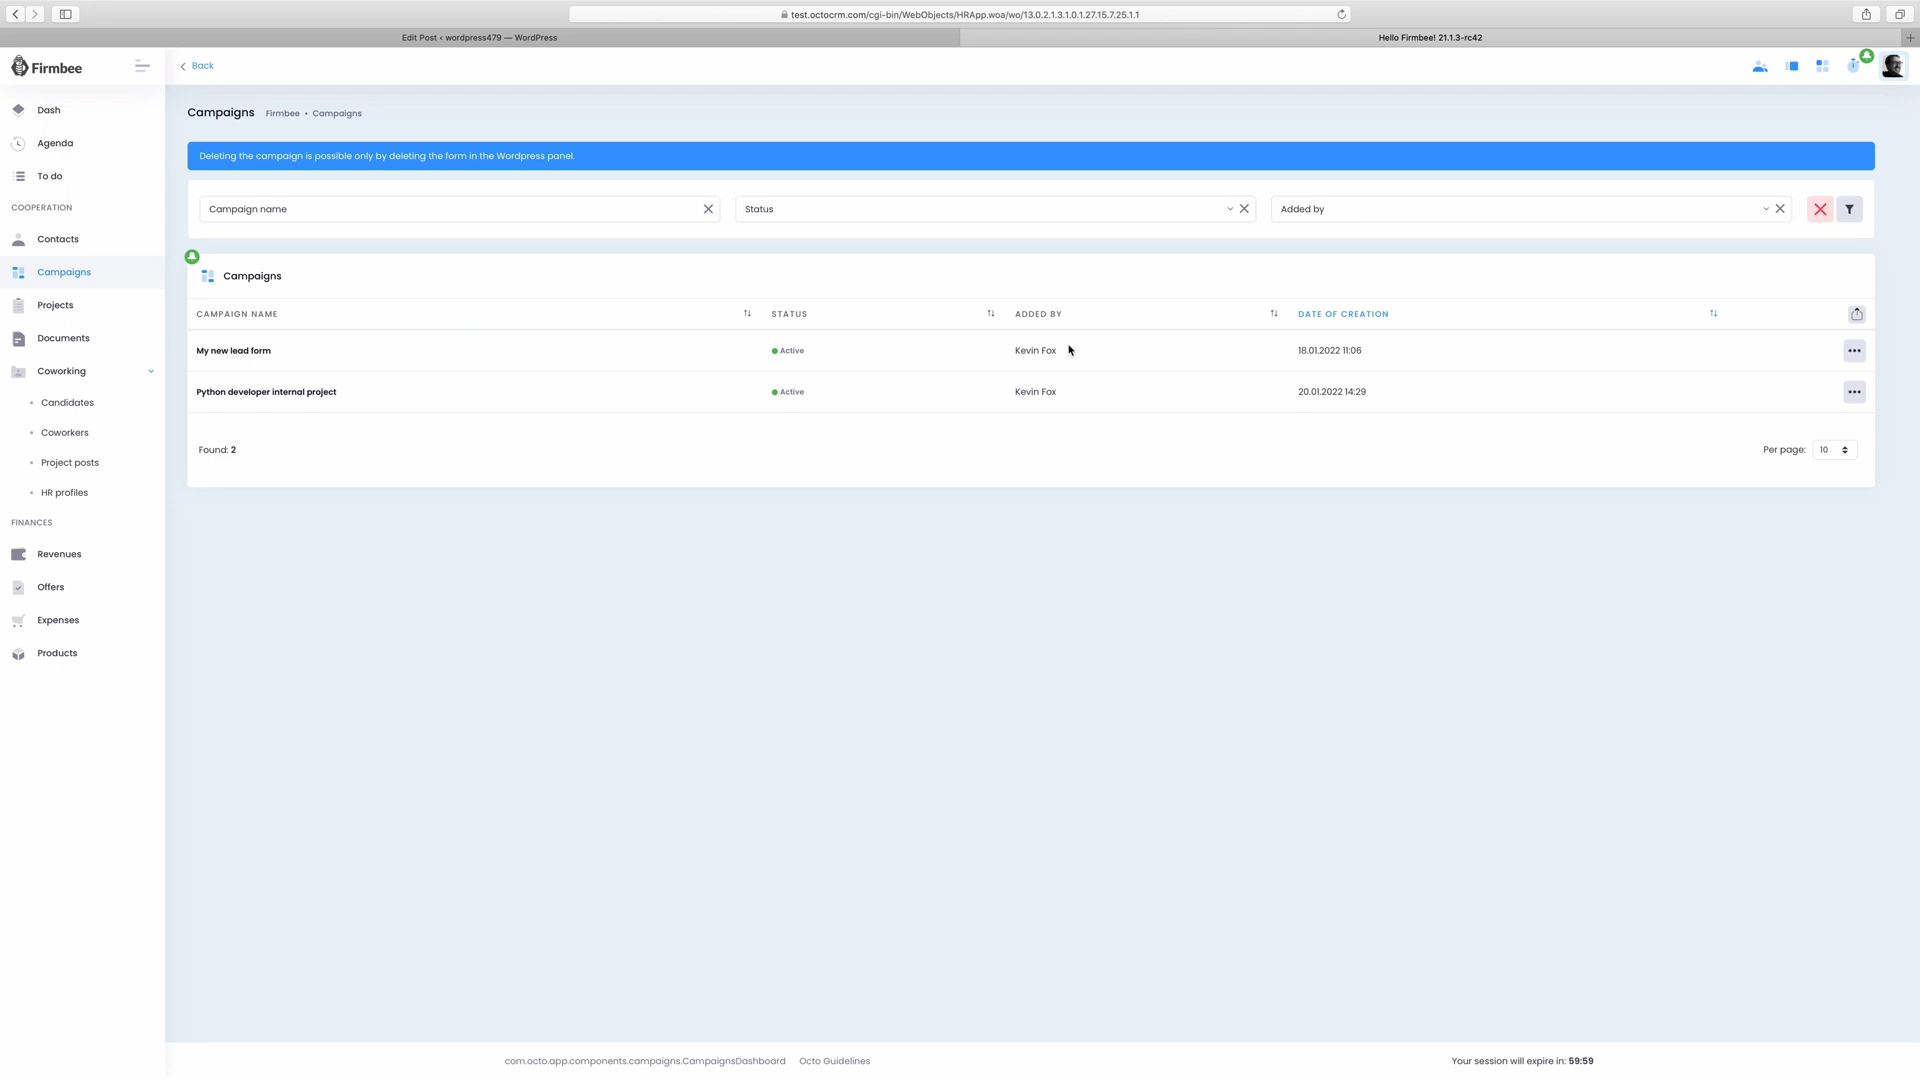 test.octocrm.com/cgi-bin/WebObjects/HRApp.woa/wo/13.0.2.1.3.1.0.1.27.15.7.25.1.1
Edit Post ‹ wordpress479 — WordPress
Hello Firmbee! 21.1.3-rc42
Firmbee
Back
Dash
Agenda
To do
COOPERATION
Contacts
Campaigns
Projects
Documents
Coworking
Candidates
Coworkers
Project posts
HR profiles
FINANCES
Revenues
Offers
Expenses
Products
Campaigns Firmbee • Campaigns
Deleting the campaign is possible only by deleting the form in the Wordpress panel.
Campaign name Status Added by
Campaigns
CAMPAIGN NAME STATUS ADDED BY DATE OF CREATION
My new lead form Active Kevin Fox 18.01.2022 11:06
Python developer internal project Active Kevin Fox 20.01.2022 14:29
Found: 2 Per page: 10
com.octo.app.components.campaigns.CampaignsDashboard Octo Guidelines Your session will expire in: 59:59